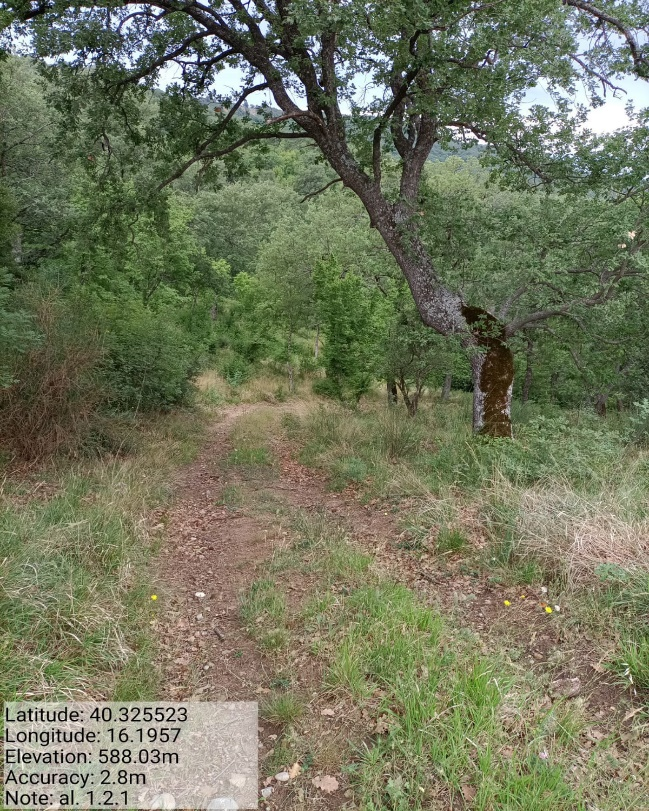 Latitude: 40.325523
Longitude: 16.1957
Elevation: 588.03m
Accuracy: 2.8m
Note: al. 1.2.1